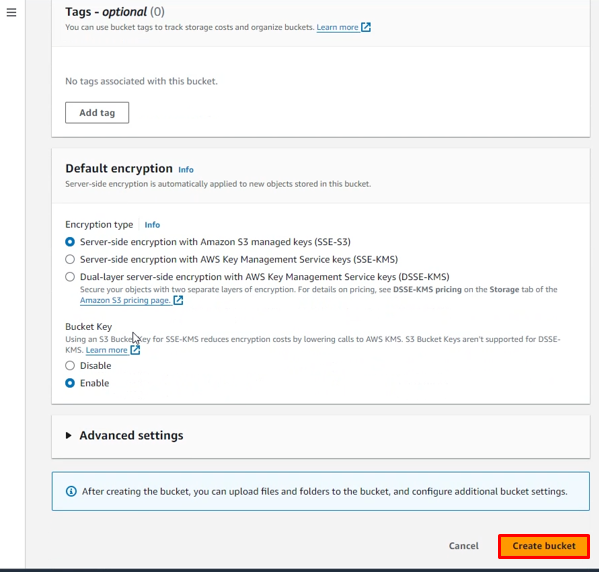 Tags - optional (0)
You can use bucket tags to track storage costs and organize buckets. Learn more
No tags associated with this bucket.
Add tag
Default encryption Info
Server-side encryption is automatically applied to new objects stored in this bucket.
Encryption type Info
Server-side encryption with Amazon S3 managed keys (SSE-S3)
Server-side encryption with AWS Key Management Service keys (SSE-KMS)
Dual-layer server-side encryption with AWS Key Management Service keys (DSSE-KMS)
Secure your objects with two separate layers of encryption. For details on pricing, see DSSE-KMS pricing on the Storage tab of the
Amazon S3 pricing page.
Bucket Key
Using an S3 Bucket Key for SSE-KMS reduces encryption costs by lowering calls to AWS KMS. S3 Bucket Keys aren't supported for DSSE-
KMS. Learn more
Disable
Enable
Advanced settings
After creating the bucket, you can upload files and folders to the bucket, and configure additional bucket settings.
Cancel Create bucket